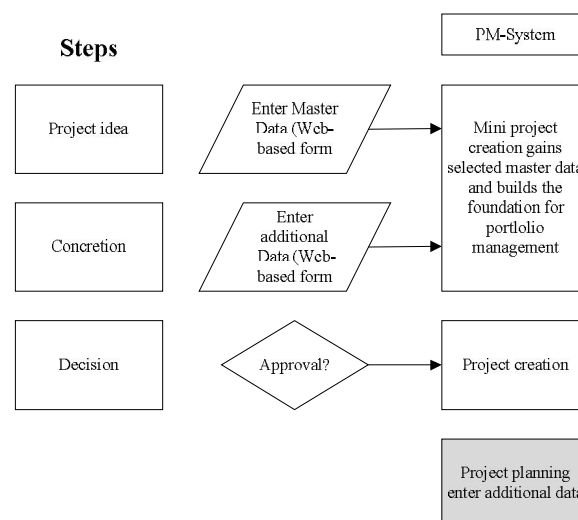 PM-System
Steps
Project idea
Enter Master
Data (Web-
based form
Mini project
creation gains
selected master data
and builds the
foundation for
portlolio
management
Concretion
Enter
additional
Data (Web-
based form
Decision
Approval?
Project creation
Project planning
enter additional data